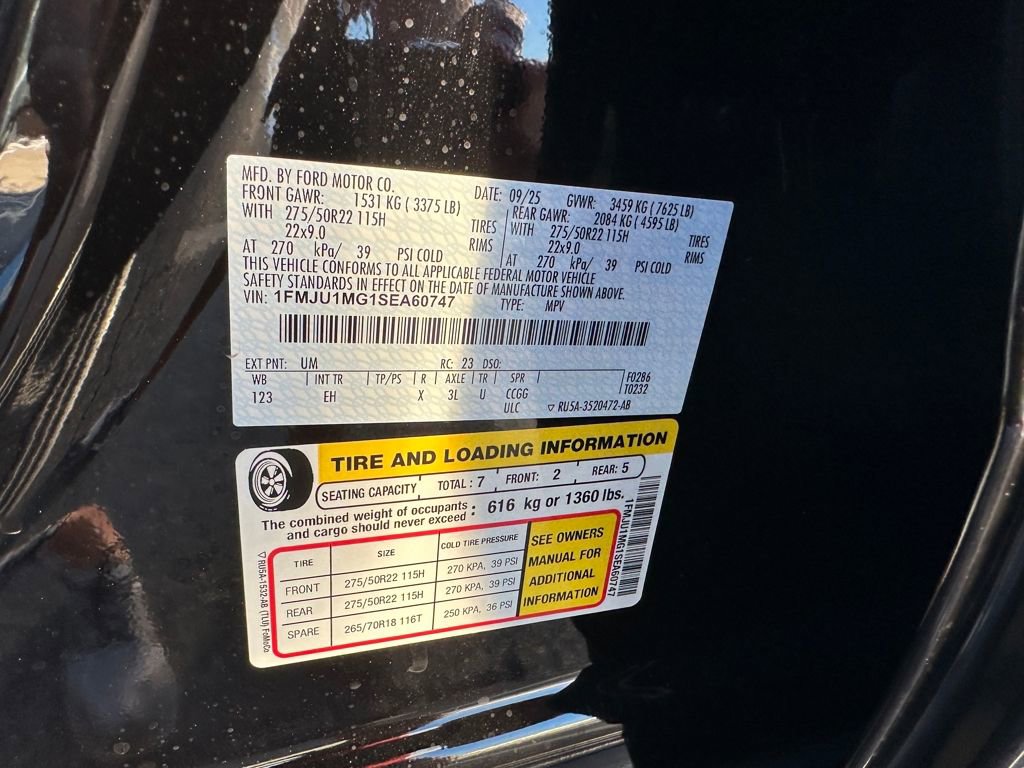 MFD. BY FORD MOTOR CO. DATE: 09/25 GVWR: 3459 KG ( 7625 LB)
FRONT GAWR: 1531 KG ( 3375 LB) REAR GAWR: 2084 KG ( 4595 LB)
WITH 275/50R22 115H TIRES WITH 275/50R22 115H TIRES
22x9.0 RIMS 22x9.0 RIMS
AT 270 kPa/ 39 PSI COLD AT 270 kPa/ 39 PSI COLD
THIS VEHICLE CONFORMS TO ALL APPLICABLE FEDERAL MOTOR VEHICLE
SAFETY STANDARDS IN EFFECT ON THE DATE OF MANUFACTURE SHOWN ABOVE.
VIN: 1FMJU1MG1SEA60747 TYPE: MPV
EXT PNT: UM RC: 23 DSO:
WB INT TR TP/PS R AXLE TR SPR F0286
123 EH X 3L U CCGG T0232
ULC ▽ RU5A-3520472-AB
TIRE AND LOADING INFORMATION
SEATING CAPACITY TOTAL : 7 FRONT: 2 REAR: 5
The combined weight of occupants and cargo should never exceed : 616 kg or 1360 lbs.
TIRE SIZE COLD TIRE PRESSURE
FRONT 275/50R22 115H 270 KPA, 39 PSI
REAR 275/50R22 115H 270 KPA, 39 PSI
SPARE 265/70R18 116T 250 KPA, 36 PSI
SEE OWNERS
MANUAL FOR
ADDITIONAL
INFORMATION
1FMJU1MG1SEA60747
▽ RU5A-1532-AB (TLU) FoMoCo